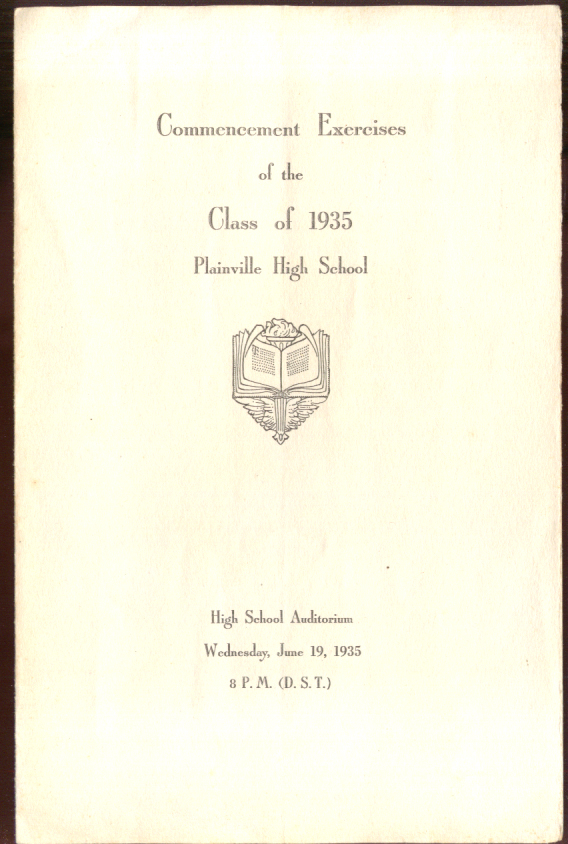 Commencement Exercises
of the
Class of 1935
Plainville High School
High School Auditorium
Wednesday, June 19, 1935
8 P. M. (D. S. T.)